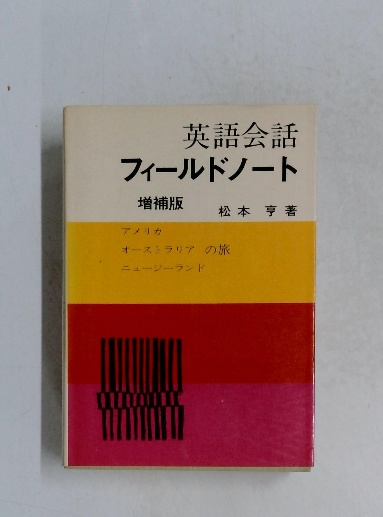 英語会話
フィールドノート
増補版
松本 亨著
アメリカ
オーストラリア の旅
ニュージーランド